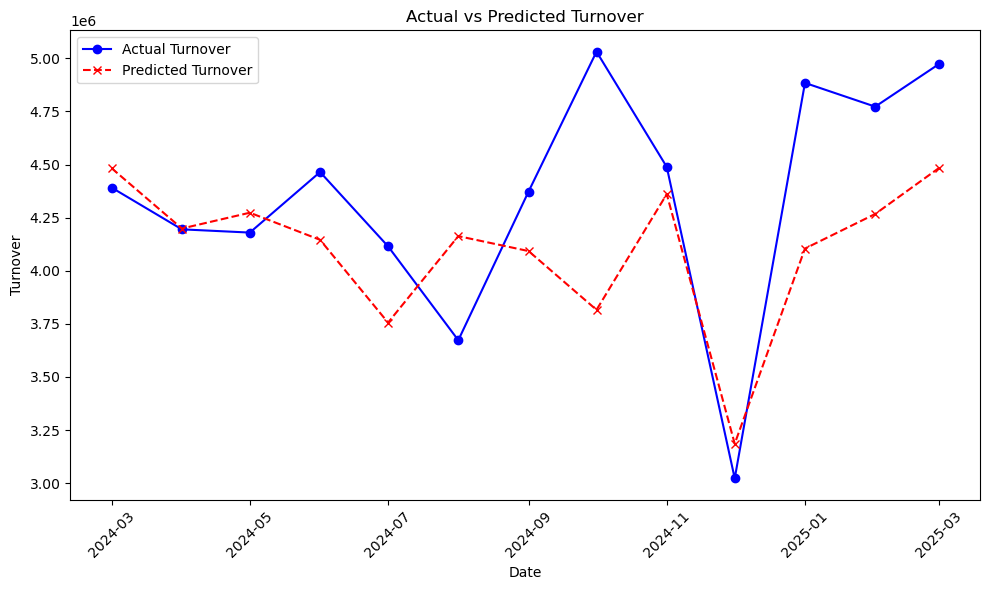 Actual vs Predicted Turnover
1e6
Actual Turnover
Predicted Turnover
5.00
4.75
4.50
4.25
4.00
3.75
3.50
3.25
3.00
Turnover
2024-03
2024-05
2024-07
2024-09
2024-11
2025-01
2025-03
Date